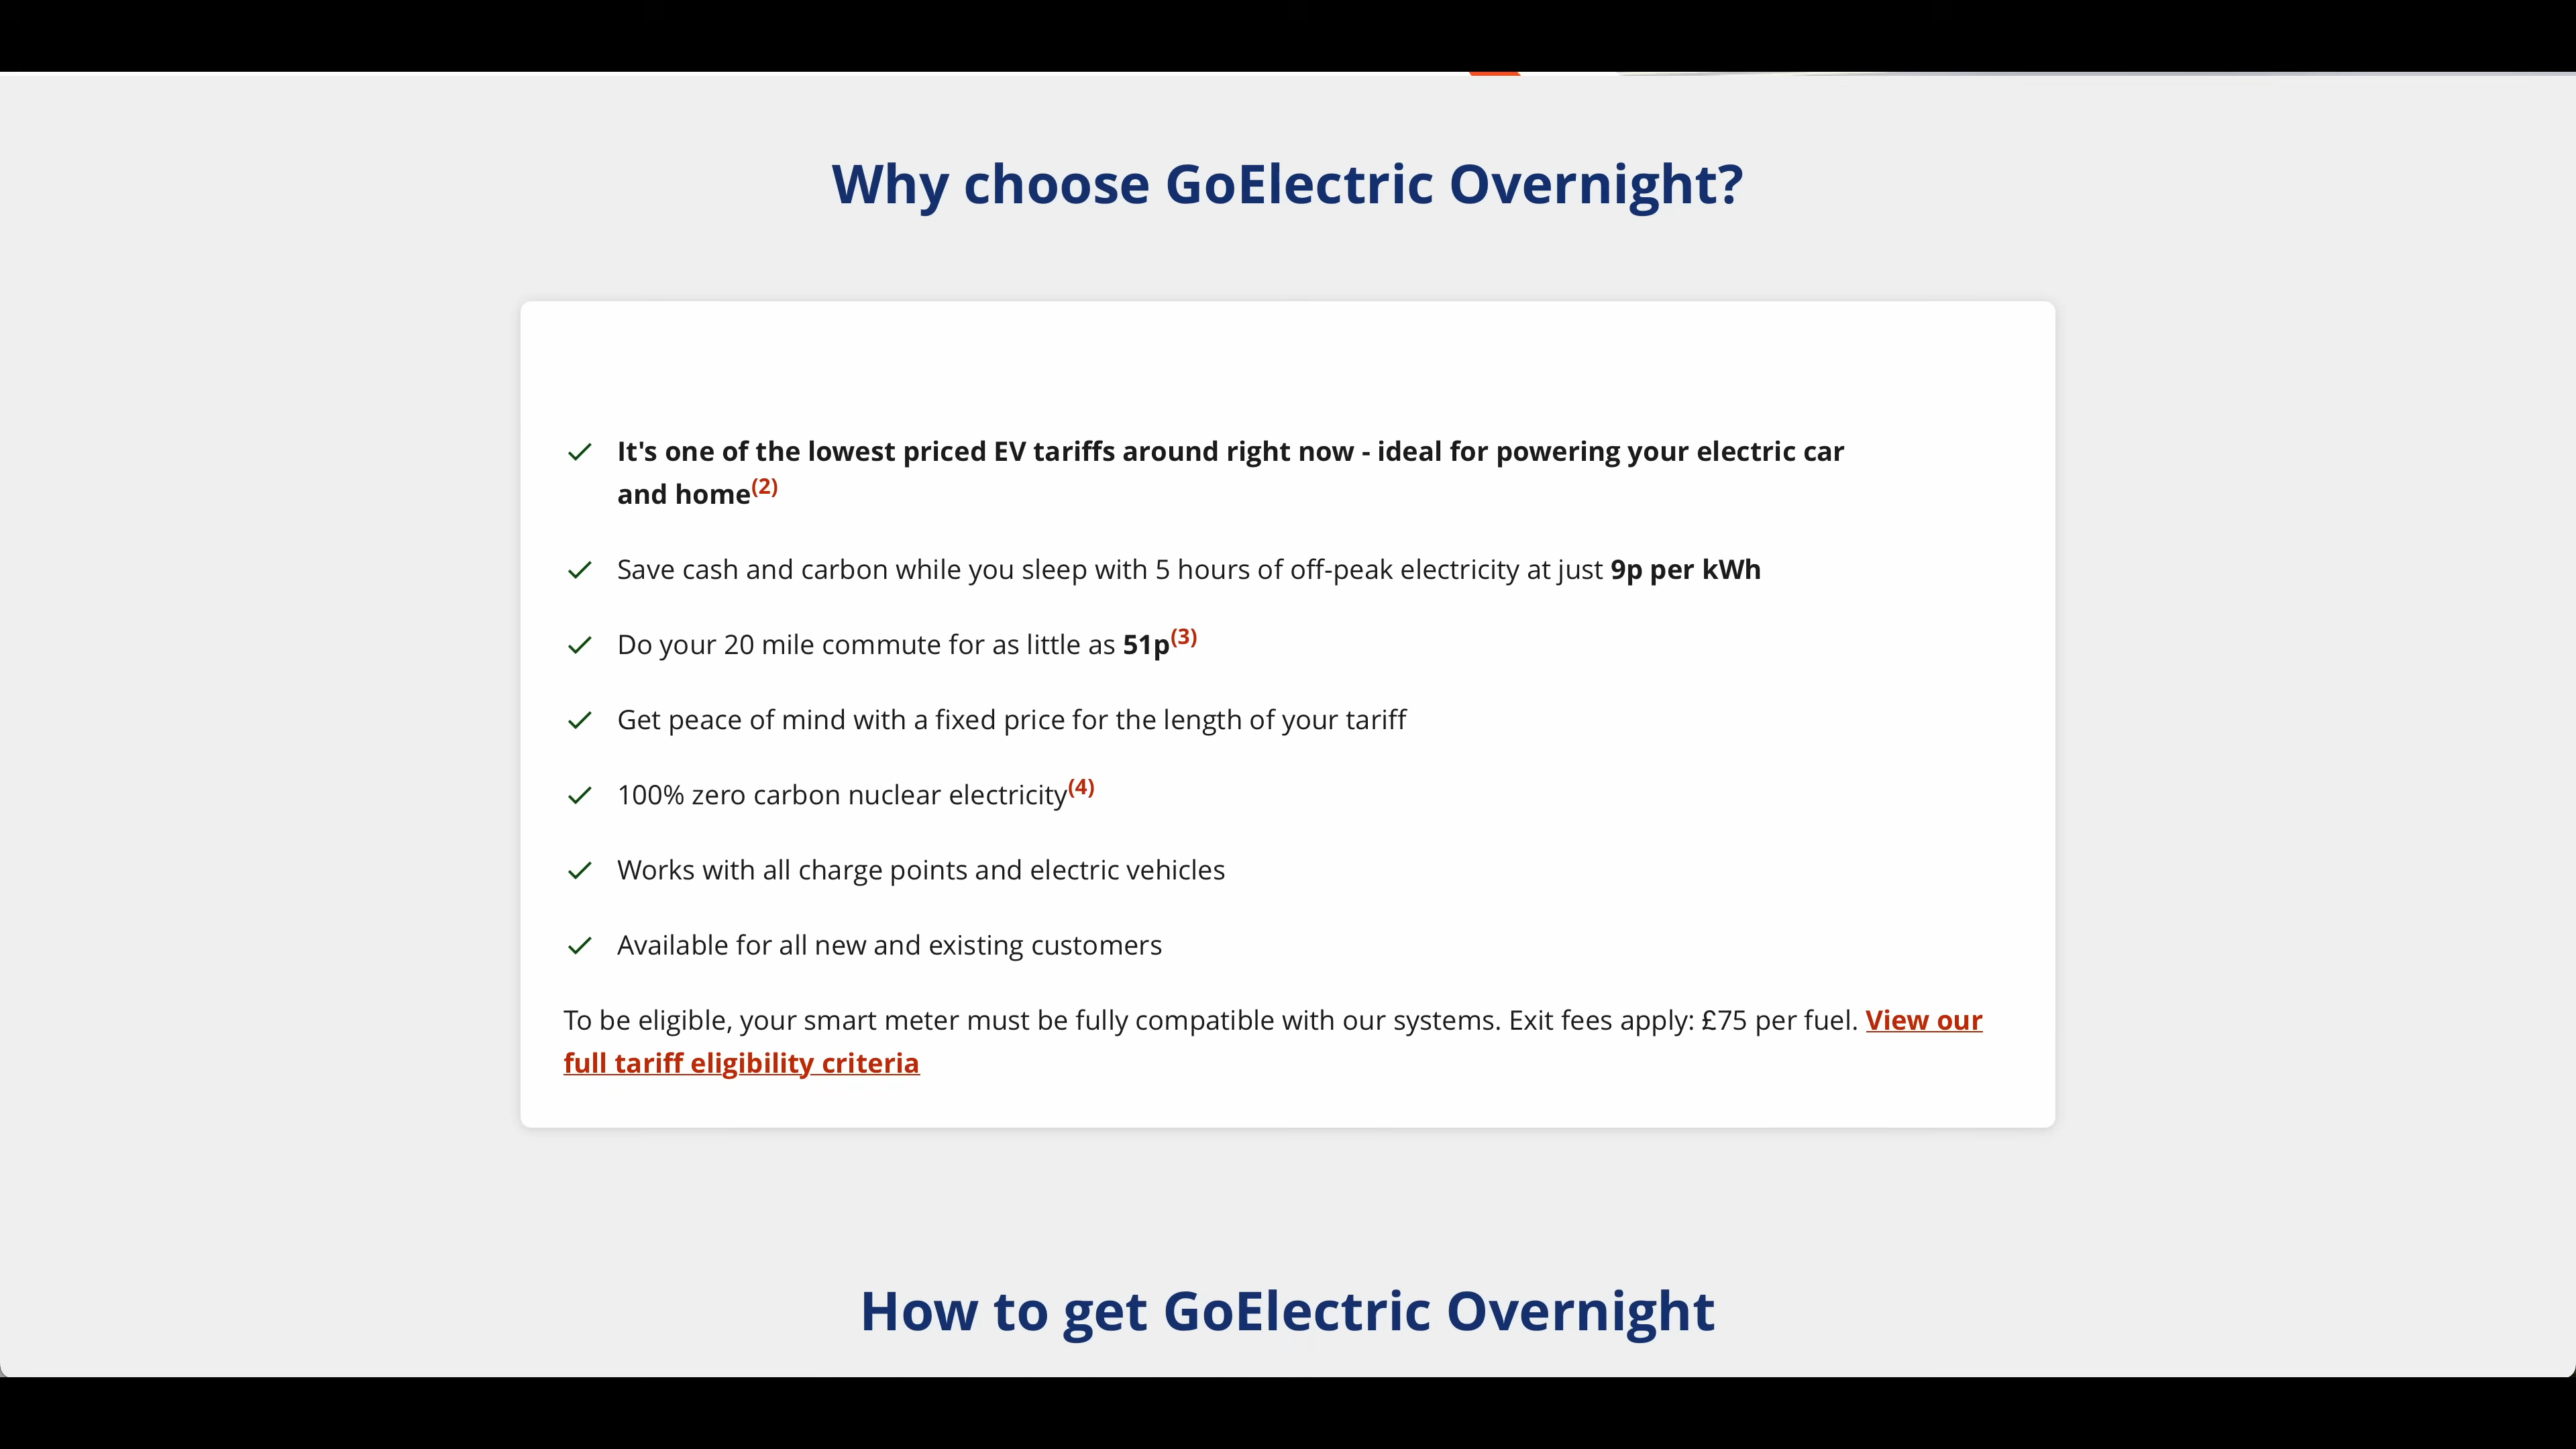 Why choose GoElectric Overnight?
It's one of the lowest priced EV tariffs around right now - ideal for powering your electric car
and home(2)
Save cash and carbon while you sleep with 5 hours of off-peak electricity at just 9p per kWh
Do your 20 mile commute for as little as 51p(3)
Get peace of mind with a fixed price for the length of your tariff
100% zero carbon nuclear electricity(4)
Works with all charge points and electric vehicles
Available for all new and existing customers
To be eligible, your smart meter must be fully compatible with our systems. Exit fees apply: £75 per fuel. View our
full tariff eligibility criteria
How to get GoElectric Overnight